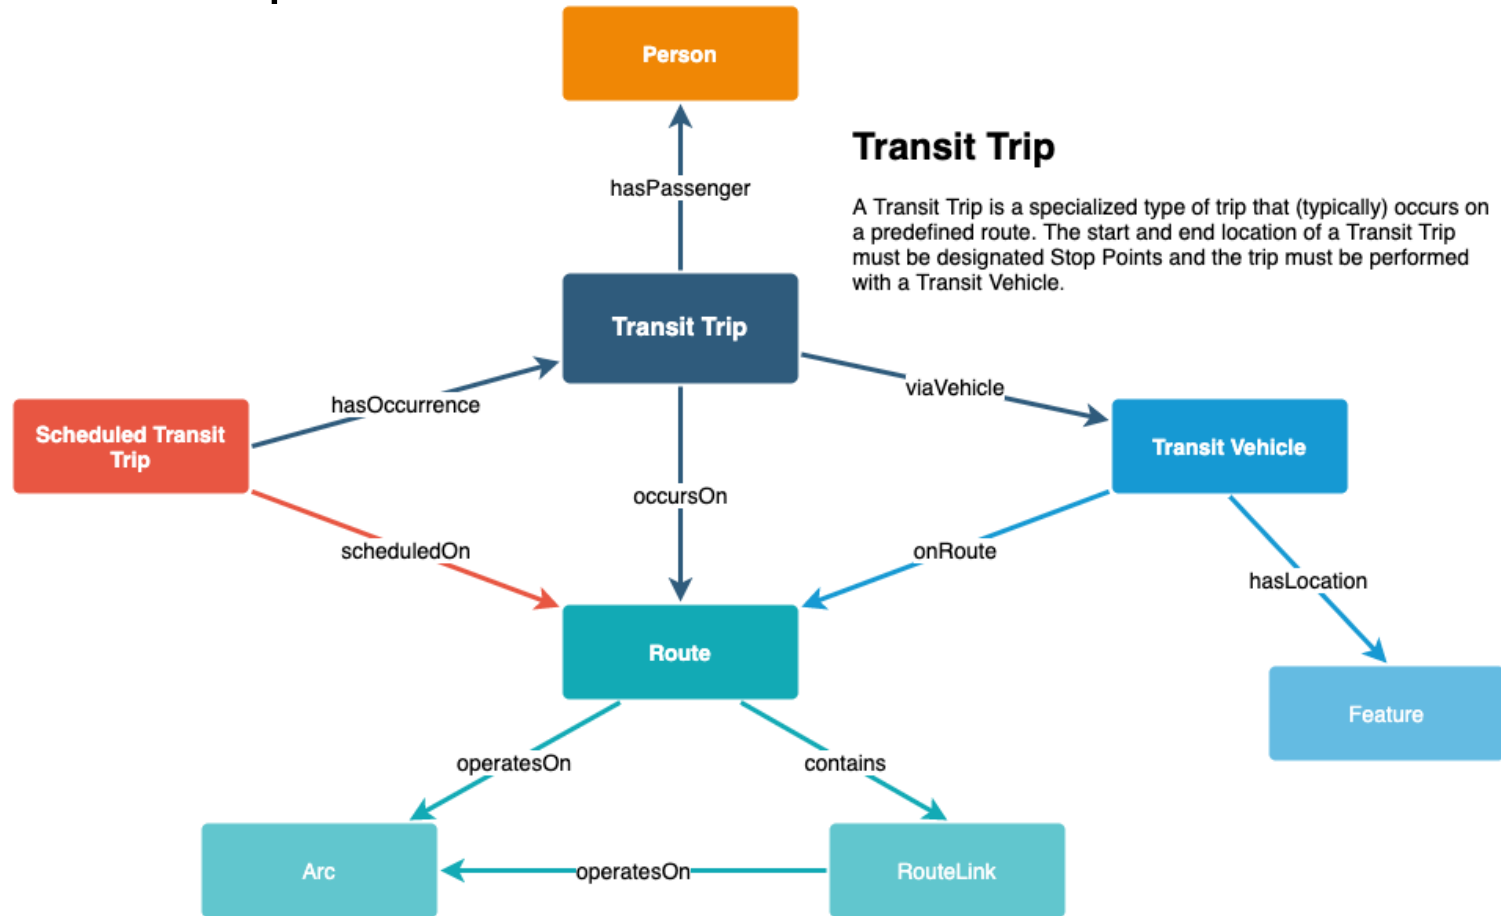 Person
Transit Trip
hasPassenger
A Transit Trip is a specialized type of trip that (typically) occurs on
a predefined route. The start and end location of a Transit Trip
must be designated Stop Points and the trip must be performed
with a Transit Vehicle.
Transit Trip
viaVehicle
hasOccurrence
Scheduled Transit
Trip
Transit Vehicle
occursOn
scheduledOn
onRoute
hasLocation
Route
Feature
operatesOn
contains
Arc
operatesOn
RouteLink